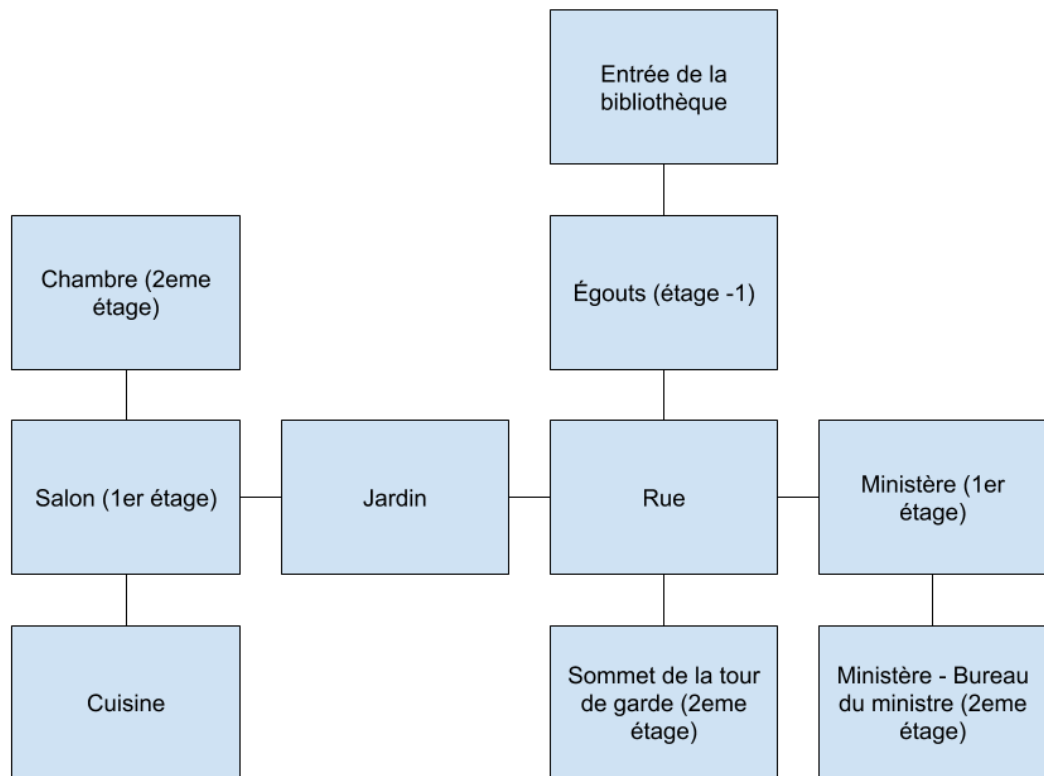 Entrée de la
bibliothèque
Chambre (2eme
étage)
Égouts (étage -1)
Salon (1er étage)
Jardin
Rue
Ministère (1er
étage)
Cuisine
Sommet de la tour
de garde (2eme
étage)
Ministère - Bureau
du ministre (2eme
étage)